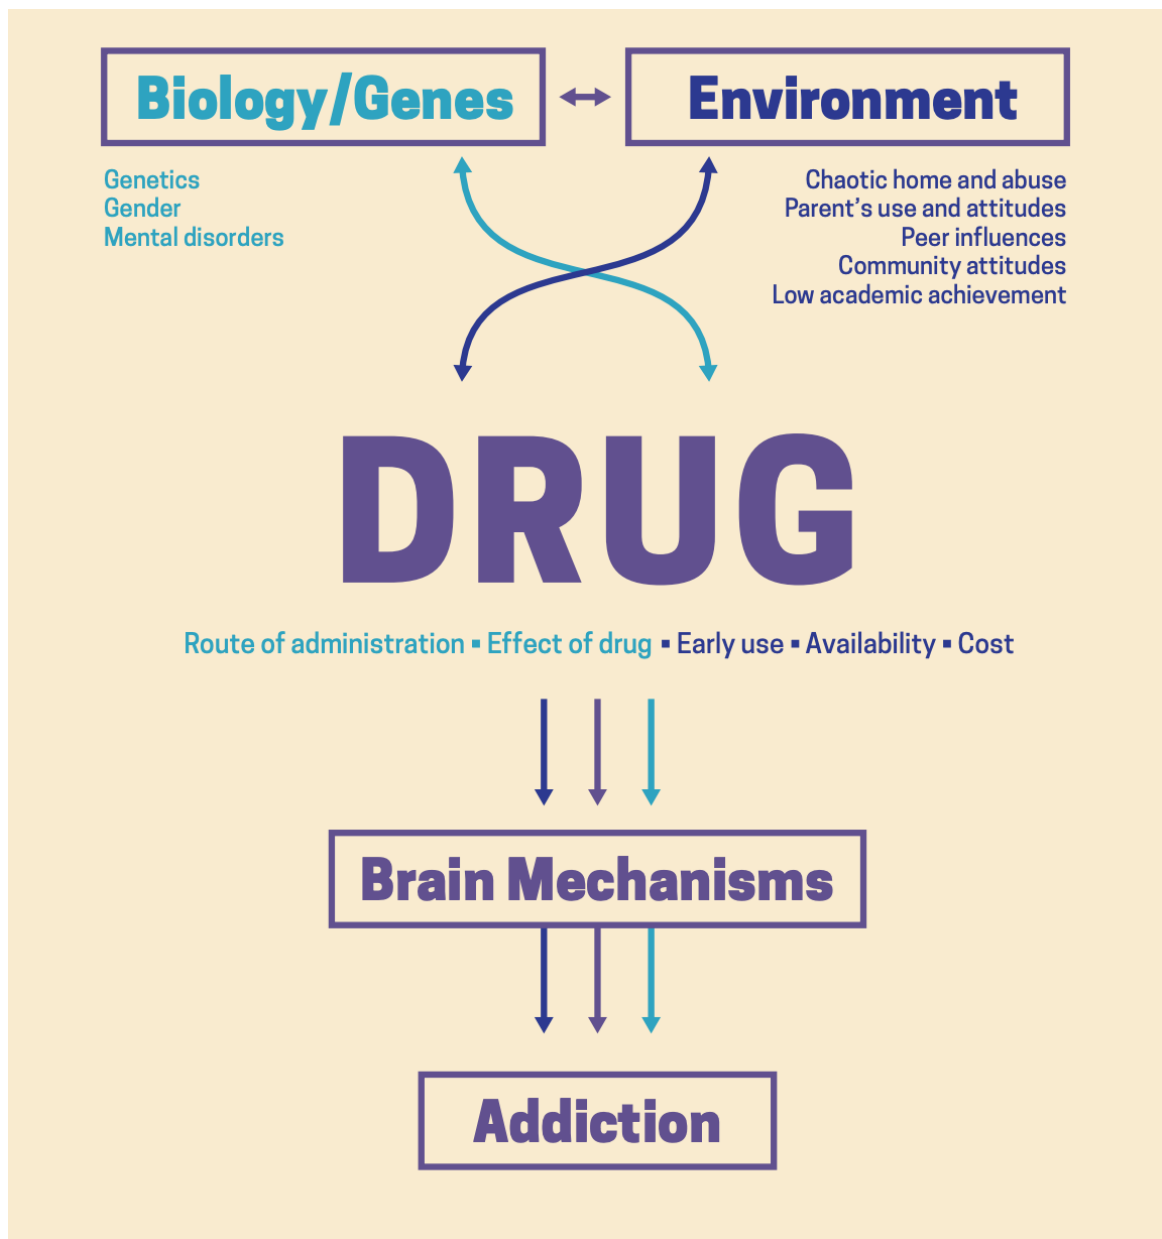 Biology/Genes
Environment
Genetics
Gender
Mental disorders
Chaotic home and abuse
Parent’s use and attitudes
Peer influences
Community attitudes
Low academic achievement
DRUG
Route of administration ▪ Effect of drug ▪ Early use ▪ Availability ▪ Cost
Brain Mechanisms
Addiction